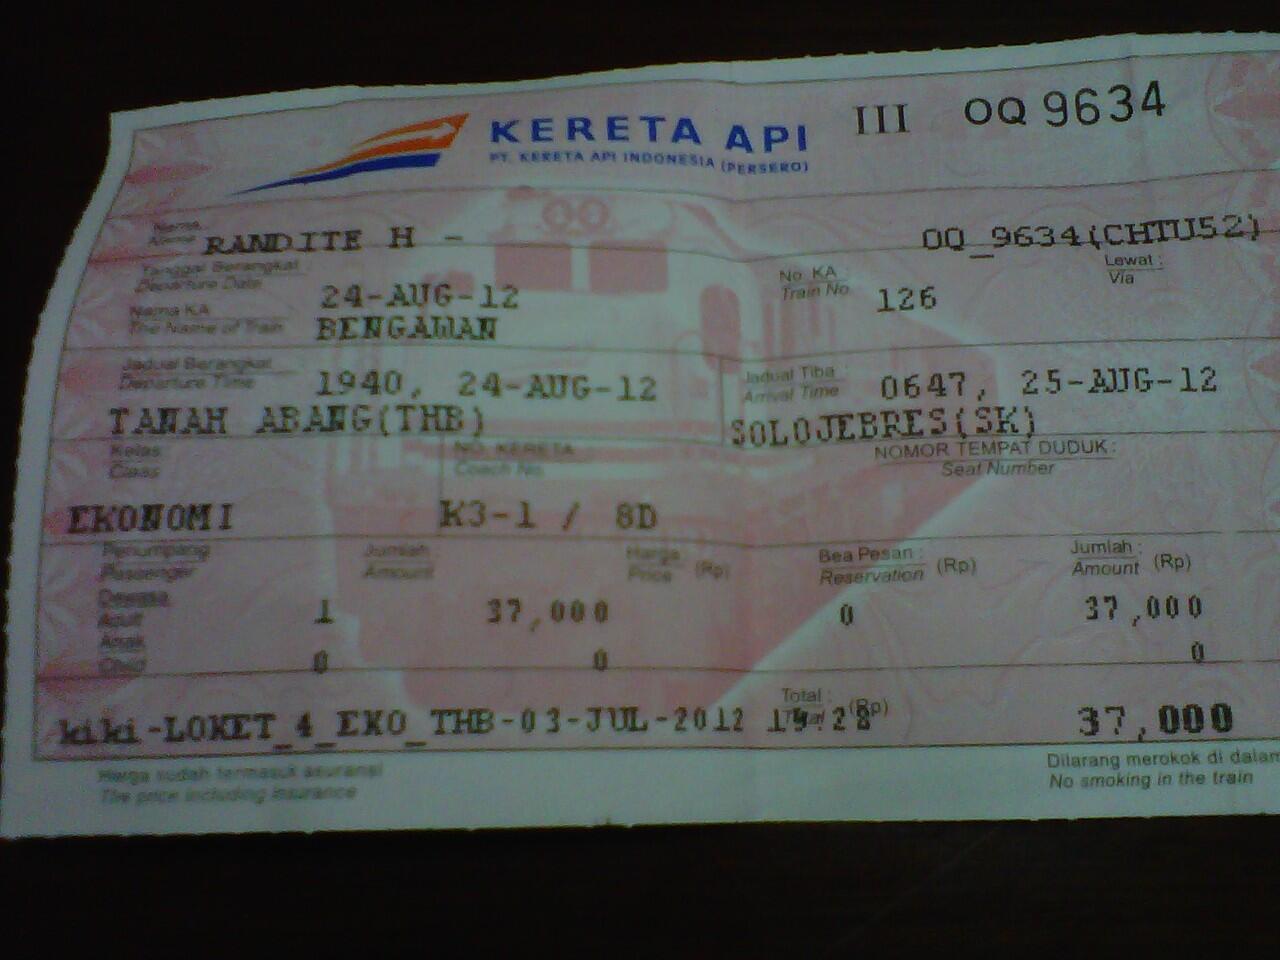 KERETA API III OQ 9634
PT. KERETA API INDONESIA (PERSERO)
Nama
Name RANDITE H - OQ_9634(CHTU52)
Tanggal Berangkat :
Departure Date 24-AUG-12 No. KA : Train No. 126 Lewat : Via
Nama KA
The Name of Train BENGAWAN
Jadual Berangkat
Departure Time 1940, 24-AUG-12 Jadual Tiba : Arrival Time 0647, 25-AUG-12
TANAH ABANG(THB) SOLOJEBRES(SK)
Kelas : NO. KERETA NOMOR TEMPAT DUDUK :
Class Coach No. Seat Number
EKONOMI K3-1 / 8D
Penumpang Jumlah : Harga : (Rp) Bea Pesan : (Rp) Jumlah : (Rp)
Passenger Amount Price Reservation Amount
Dewasa
Adult 1 37,000 0 37,000
Anak
Child 0 0 0
Total : (Rp)
kiki-LOKET_4_EKO_THB-03-JUL-2012 37,000
Harga sudah termasuk asuransi Dilarang merokok di dalam
The price including insurance No smoking in the train